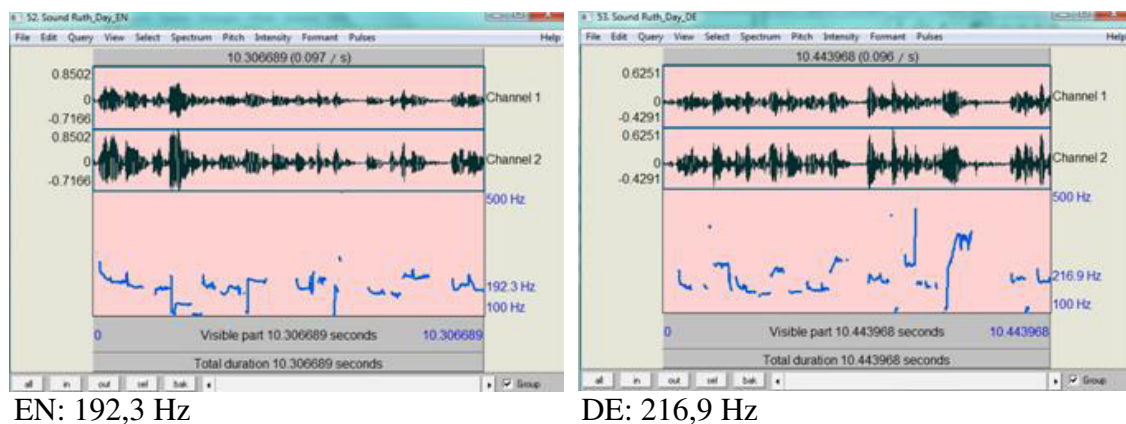 52. Sound Ruth_Day_EN
File Edit Query View Select Spectrum Pitch Intensity Formant Pulses Help
10.306689 (0.097 / s)
0.8502
0
-0.7166
Channel 1
0.8502
0
-0.7166
Channel 2
500 Hz
192.3 Hz
100 Hz
0 Visible part 10.306689 seconds 10.306689
Total duration 10.306689 seconds
all in out sel bak Group
EN: 192,3 Hz
53. Sound Ruth_Day_DE
File Edit Query View Select Spectrum Pitch Intensity Formant Pulses Help
10.443968 (0.096 / s)
0.6251
0
-0.4291
Channel 1
0.6251
0
-0.4291
Channel 2
500 Hz
216.9 Hz
100 Hz
0 Visible part 10.443968 seconds 10.443968
Total duration 10.443968 seconds
all in out sel bak Group
DE: 216,9 Hz